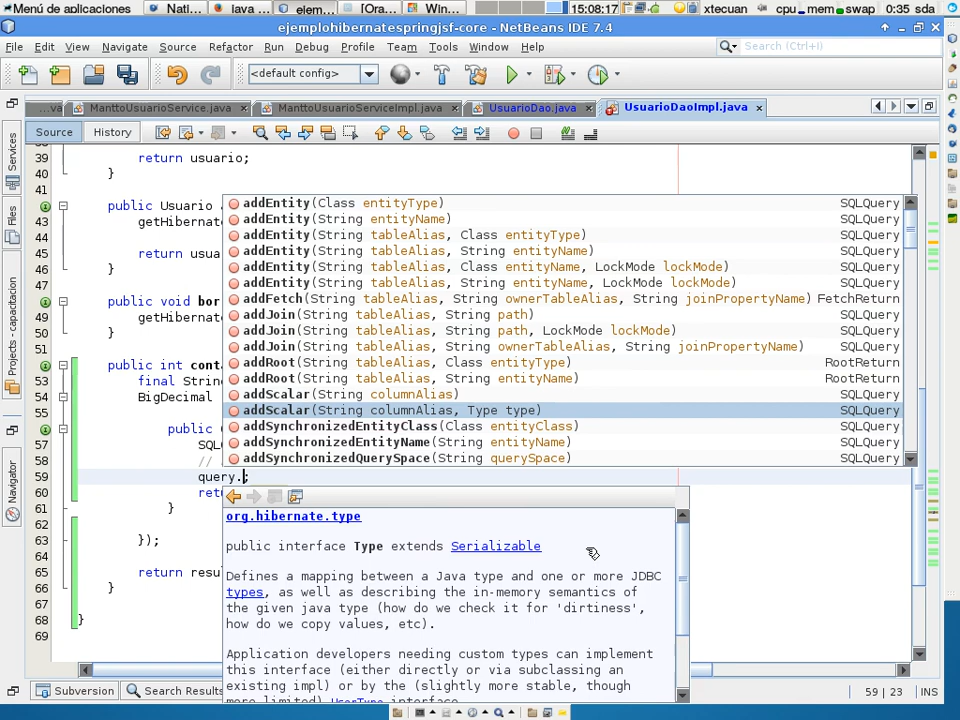 Menú de aplicaciones
Nati...
java ...
ejem...
[Ora...
Term...
15:08:17
xtecuan
cpu
mem
swap
0:35
sda
ejemplohibernatespringjsf-core - NetBeans IDE 7.4
File Edit View Navigate Source Refactor Run Debug Profile Team Tools Window Help
Search (Ctrl+I)
<default config>
...va
ManttoUsuarioService.java
ManttoUsuarioServiceImpl.java
UsuarioDao.java
UsuarioDaoImpl.java
Source
History
Services
Files
Projects - capacitacion
Navigator
39 return usuario;
40 }
41
public Usuario
43 getHibernat
44
45 return usua
46 }
47
public void bor
49 getHibernat
50 }
51
public int cont
53 final Strin
54 BigDecimal
55
public
57 SQL
58 //
59 query.;
60 ret
61 }
62
63 });
64
65 return resu
66 }
67
68 }
69
addEntity(Class entityType) SQLQuery
addEntity(String entityName) SQLQuery
addEntity(String tableAlias, Class entityType) SQLQuery
addEntity(String tableAlias, String entityName) SQLQuery
addEntity(String tableAlias, Class entityName, LockMode lockMode) SQLQuery
addEntity(String tableAlias, String entityName, LockMode lockMode) SQLQuery
addFetch(String tableAlias, String ownerTableAlias, String joinPropertyName) FetchReturn
addJoin(String tableAlias, String path) SQLQuery
addJoin(String tableAlias, String path, LockMode lockMode) SQLQuery
addJoin(String tableAlias, String ownerTableAlias, String joinPropertyName) SQLQuery
addRoot(String tableAlias, Class entityType) RootReturn
addRoot(String tableAlias, String entityName) RootReturn
addScalar(String columnAlias) SQLQuery
addScalar(String columnAlias, Type type) SQLQuery
addSynchronizedEntityClass(Class entityClass) SQLQuery
addSynchronizedEntityName(String entityName) SQLQuery
addSynchronizedQuerySpace(String querySpace) SQLQuery
org.hibernate.type
public interface Type extends Serializable
Defines a mapping between a Java type and one or more JDBC
types, as well as describing the in-memory semantics of
the given java type (how do we check it for 'dirtiness',
how do we copy values, etc).
Application developers needing custom types can implement
this interface (either directly or via subclassing an
existing impl) or by the (slightly more stable, though
more limited) UserType interface.
Subversion
Search Results
59 | 23
INS